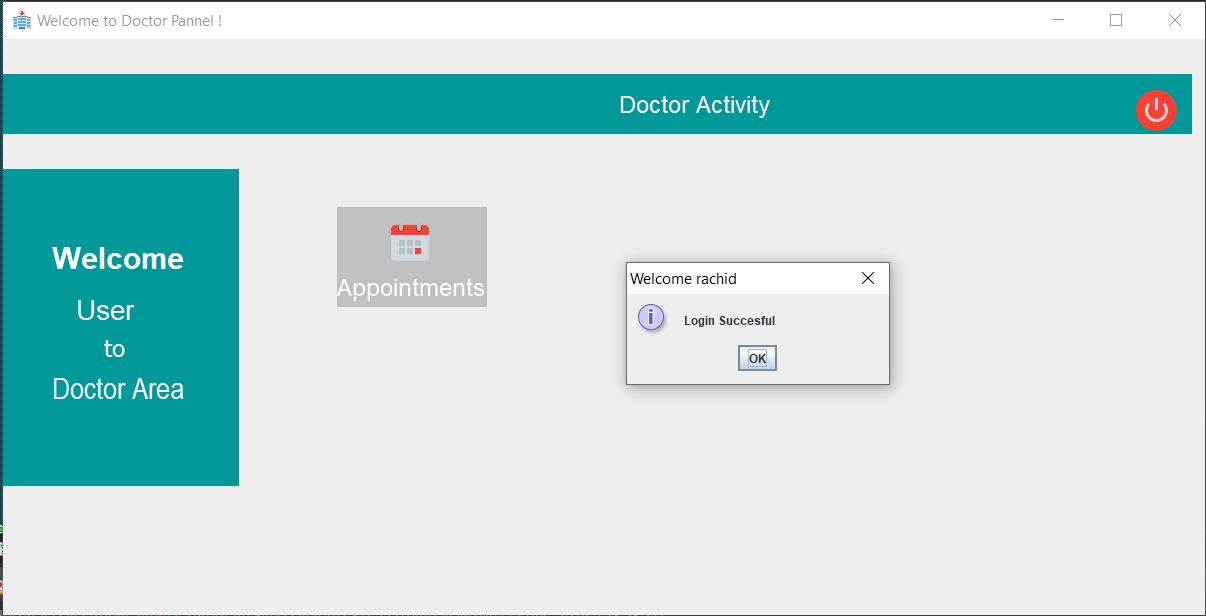 Welcome to Doctor Pannel !
Doctor Activity
Welcome
User
to
Doctor Area
Appointments
Welcome rachid
Login Succesful
OK